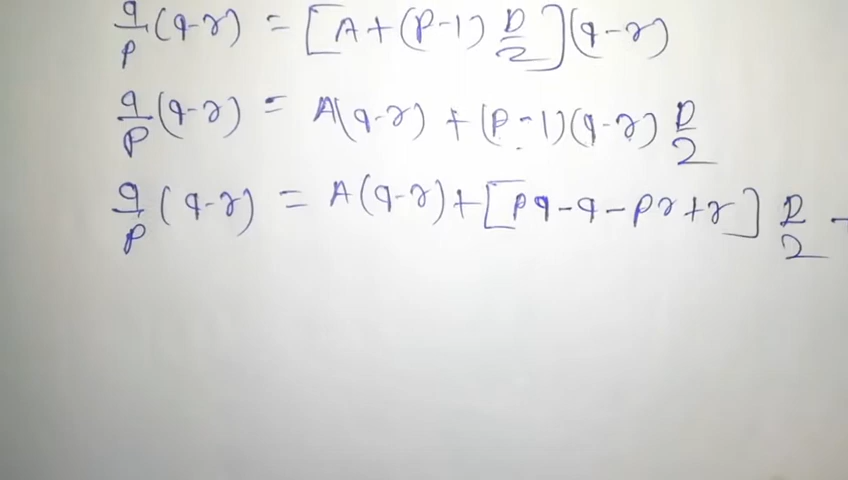 q/p (q-r) = [A+(P-1) D/2](q-r)
q/p (q-r) = A(q-r) + (P-1)(q-r) D/2
q/p (q-r) = A(q-r)+[pq-q-pr+r] D/2 -